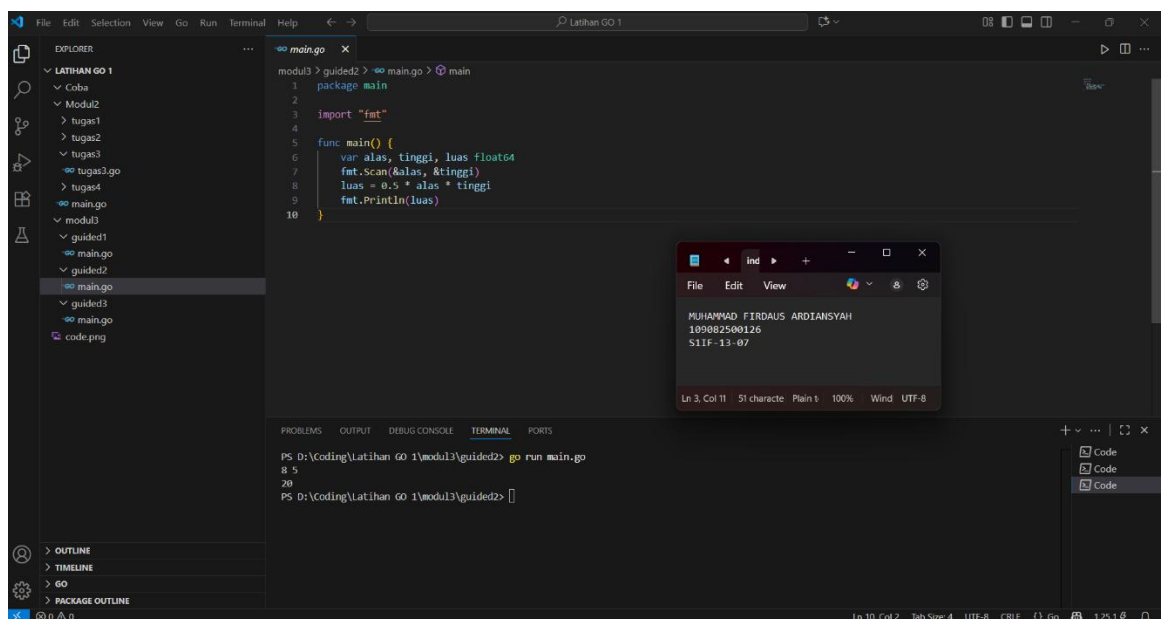 File Edit Selection View Go Run Terminal Help
Latihan GO 1
EXPLORER
LATIHAN GO 1
Coba
Modul2
tugas1
tugas2
tugas3
tugas3.go
tugas4
main.go
modul3
guided1
main.go
guided2
main.go
guided3
main.go
code.png
OUTLINE
TIMELINE
GO
PACKAGE OUTLINE
main.go
modul3 > guided2 > main.go > main
1 package main
2
3 import "fmt"
4
5 func main() {
6 var alas, tinggi, luas float64
7 fmt.Scan(&alas, &tinggi)
8 luas = 0.5 * alas * tinggi
9 fmt.Println(luas)
10 }
ind
File Edit View
MUHAMMAD FIRDAUS ARDIANSYAH
109082500126
S1IF-13-07
Ln 3, Col 11 51 characte Plain t 100% Wind UTF-8
PROBLEMS OUTPUT DEBUG CONSOLE TERMINAL PORTS
PS D:\Coding\Latihan GO 1\modul3\guided2> go run main.go
8 5
20
PS D:\Coding\Latihan GO 1\modul3\guided2>
Code
Code
Code
0 0
Ln 10, Col 2 Tab Size: 4 UTF-8 CRLF {} Go 1.25.1